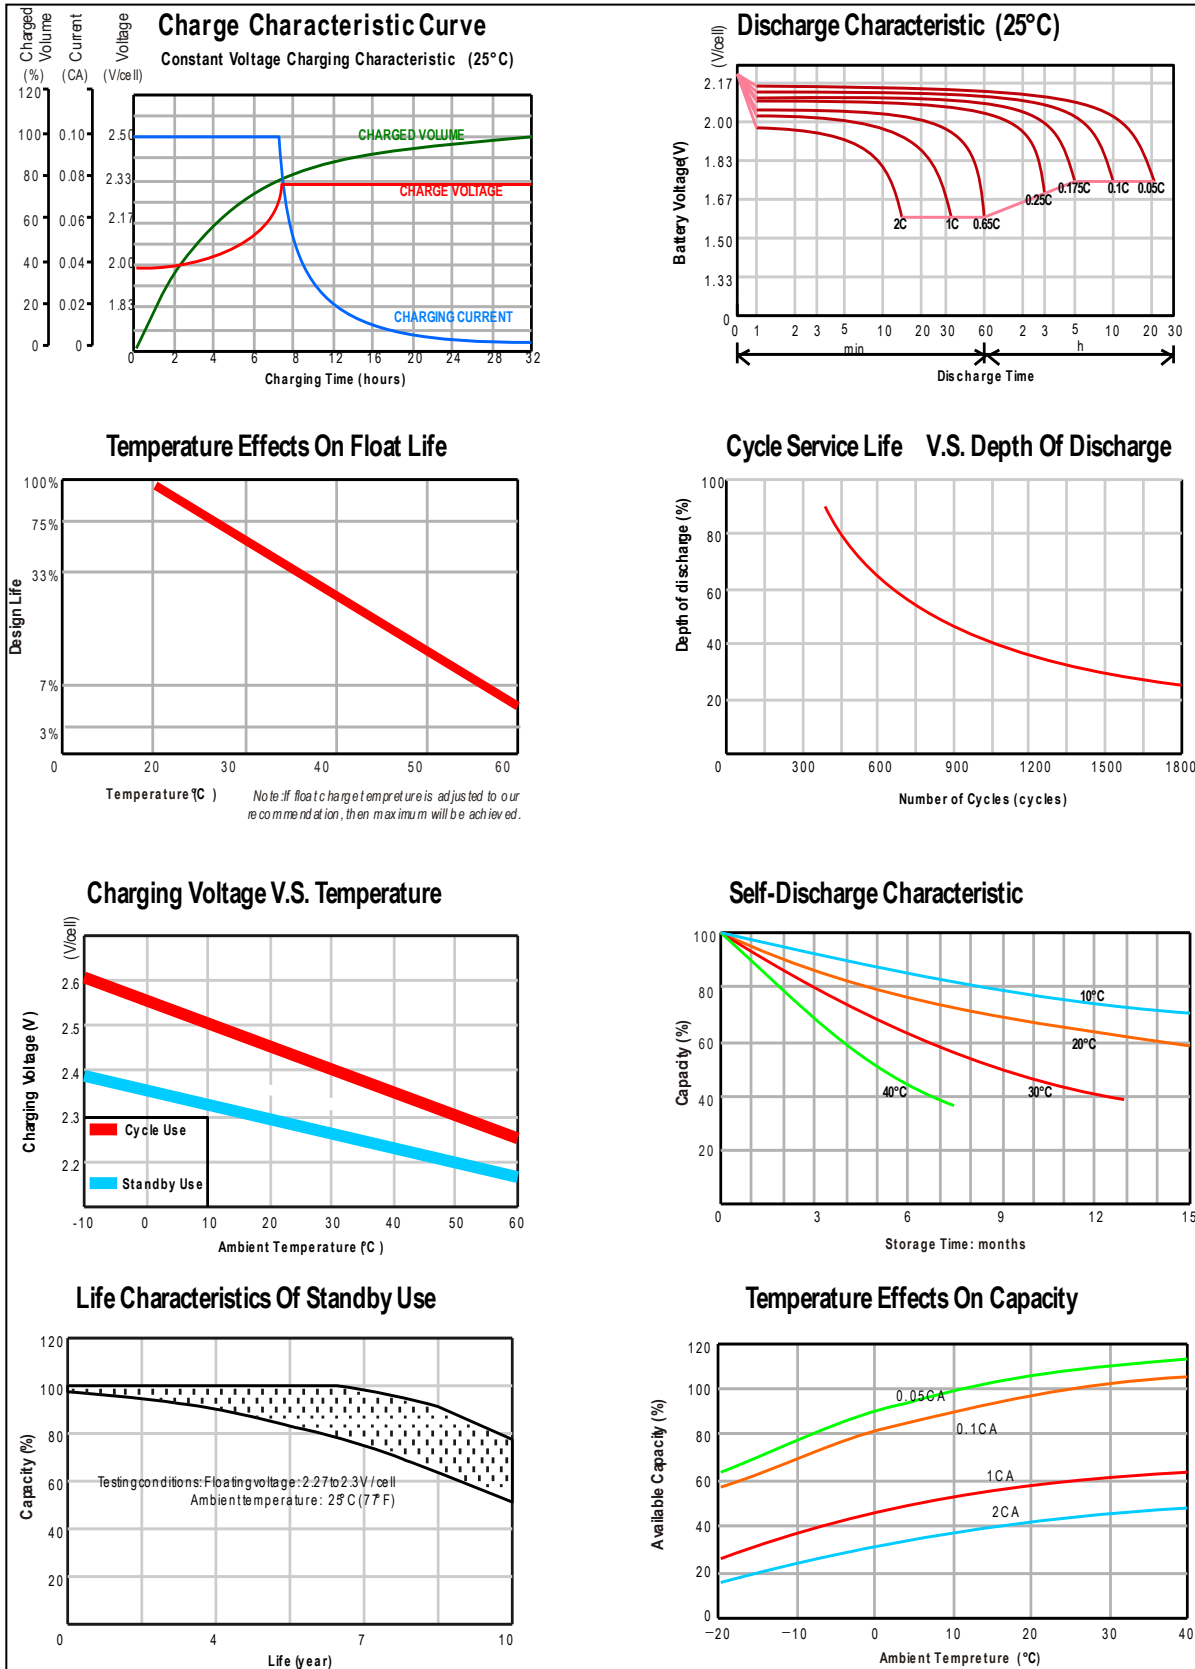 Charge Characteristic Curve
Constant Voltage Charging Characteristic (25°C)
Charged Volume
(%)
Current
(CA)
Voltage
(V/cell)
120
100
80
60
40
20
0
0.10
0.08
0.06
0.04
0.02
0
2.50
2.33
2.17
2.00
1.83
CHARGED VOLUME
CHARGE VOLTAGE
CHARGING CURRENT
0 2 4 6 8 12 16 20 24 28 32
Charging Time (hours)
Discharge Characteristic (25°C)
(V/cell)
Battery Voltage(V)
2.17
2.00
1.83
1.67
1.50
1.33
0
2C 1C 0.65C 0.25C 0.175C 0.1C 0.05C
0 1 2 3 5 10 20 30 60 2 3 5 10 20 30
min h
Discharge Time
Temperature Effects On Float Life
Design Life
100%
75%
33%
7%
3%
0 20 30 40 50 60
Temperature(°C )
Note:If float charge tempreture is adjusted to our
recommendation, then maximum will be achieved.
Cycle Service Life V.S. Depth Of Discharge
Depth of discharge (%)
100
80
60
40
20
0 300 600 900 1200 1500 1800
Number of Cycles (cycles)
Charging Voltage V.S. Temperature
(V/cell)
Charging Voltage (V)
2.6
2.5
2.4
2.3
2.2
Cycle Use
Standby Use
-10 0 10 20 30 40 50 60
Ambient Temperature (°C )
Self-Discharge Characteristic
Capacity (%)
100
80
60
40
20
10°C
20°C
30°C
40°C
0 3 6 9 12 15
Storage Time: months
Life Characteristics Of Standby Use
Capacity (%)
120
100
80
60
40
20
Testing conditions: Floating voltage: 2.27 to 2.3V / cell
Ambient temperature: 25°C (77°F)
0 4 7 10
Life (year)
Temperature Effects On Capacity
Available Capacity (%)
120
100
80
60
40
20
0
0.05CA
0.1CA
1CA
2CA
−20 −10 0 10 20 30 40
Ambient Tempreture (°C)